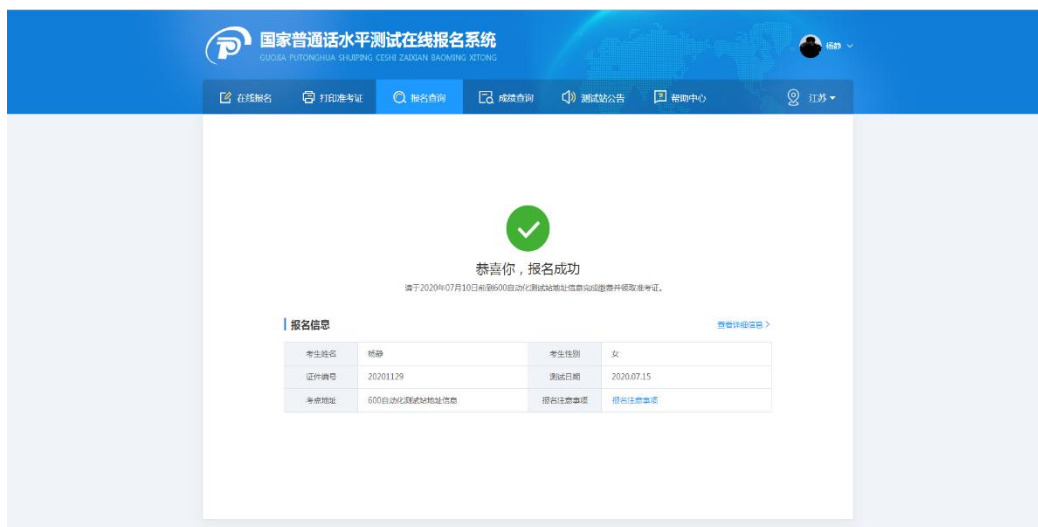 国家普通话水平测试在线报名系统
GUOJIA PUTONGHUA SHUIPING CESHI ZAIXIAN BAOMING XITONG
杨静
在线报名 打印准考证 报名查询 成绩查询 测试站公告 帮助中心 江苏
恭喜你，报名成功
请于2020年07月10日前到600自动化测试站地址信息完成缴费并领取准考证。
报名信息 查看详细信息
考生姓名 杨静 考生性别 女
证件编号 20201129 测试日期 2020.07.15
考点地址 600自动化测试站地址信息 报名注意事项 报名注意事项